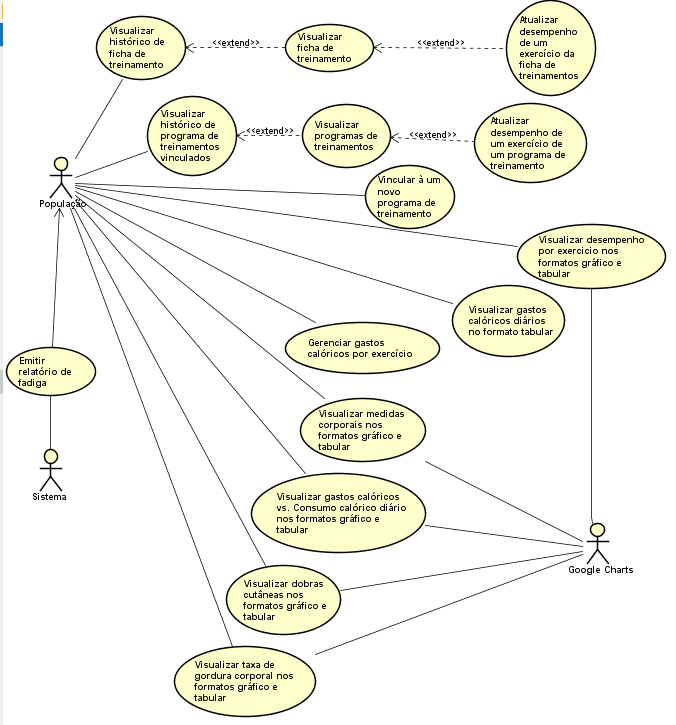 Visualizar
histórico de
ficha de
treinamento
<<extend>>
Visualizar
ficha de
treinamento
<<extend>>
Atualizar
desempenho
de um
exercício da
ficha de
treinamentos
Visualizar
histórico de
programa de
treinamentos
vinculados
<<extend>>
Visualizar
programas de
treinamentos
<<extend>>
Atualizar
desempenho de
um exercício de
um programa de
treinamento
População
Vincular à um
novo
programa de
treinamento
Visualizar desempenho
por exercicio nos
formatos gráfico e
tabular
Visualizar gastos
calóricos diários
no formato tabular
Gerenciar gastos
calóricos por exercício
Emitir
relatório de
fadiga
Visualizar medidas
corporais nos
formatos gráfico e
tabular
Sistema
Visualizar gastos calóricos
vs. Consumo calórico diário
nos formatos gráfico e
tabular
Google Charts
Visualizar dobras
cutâneas nos
formatos gráfico e
tabular
Visualizar taxa de
gordura corporal nos
formatos gráfico e
tabular